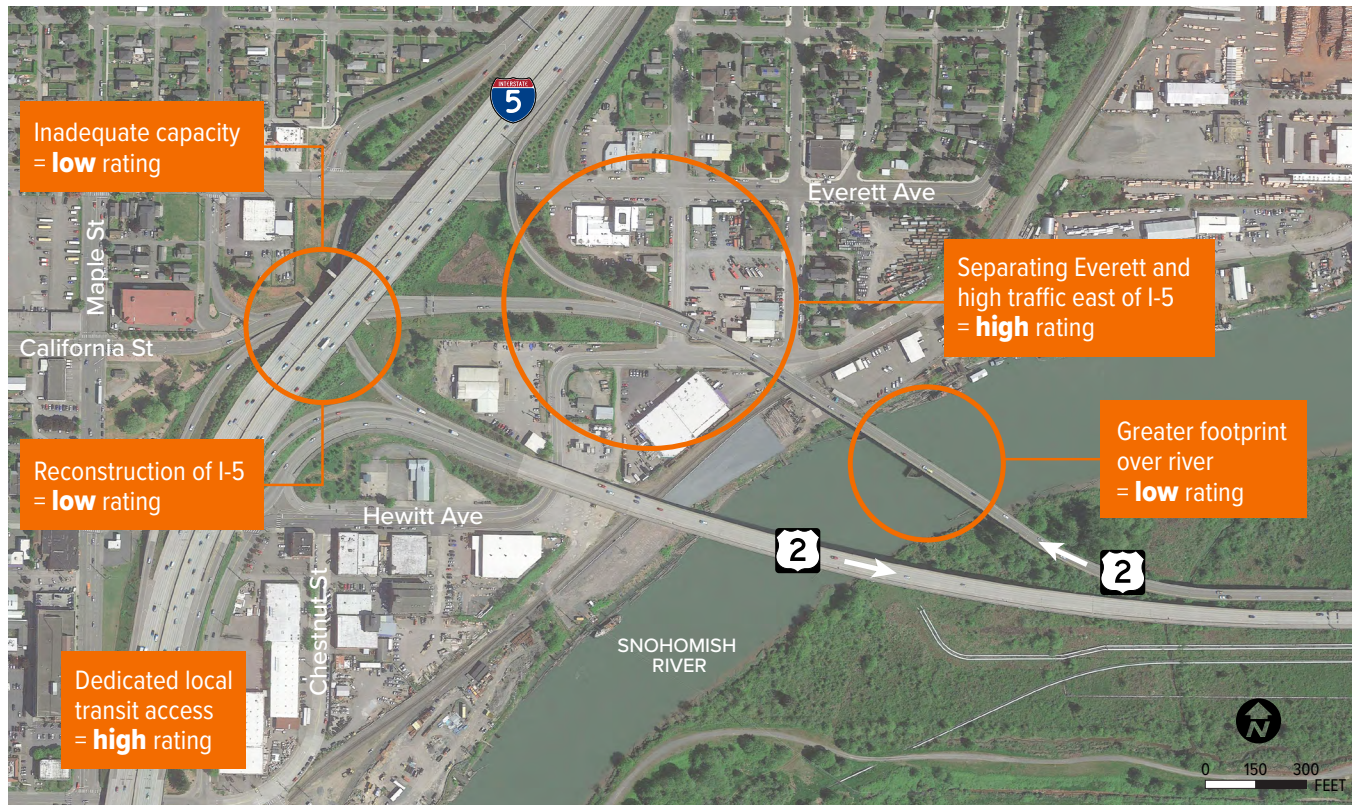 INTERSTATE
5
Inadequate capacity
= low rating
Everett Ave
Maple St
Separating Everett and
high traffic east of I-5
= high rating
California St
Greater footprint
over river
= low rating
Reconstruction of I-5
= low rating
Hewitt Ave
2
2
Chestnut St
SNOHOMISH
RIVER
Dedicated local
transit access
= high rating
N
0 150 300
FEET